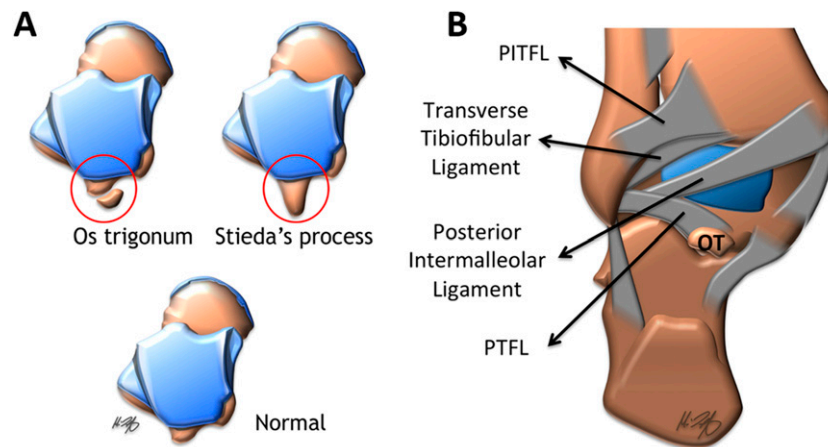 A
Os trigonum
Stieda's process
Normal
B
PITFL
Transverse
Tibiofibular
Ligament
Posterior
Intermalleolar
Ligament
PTFL
OT